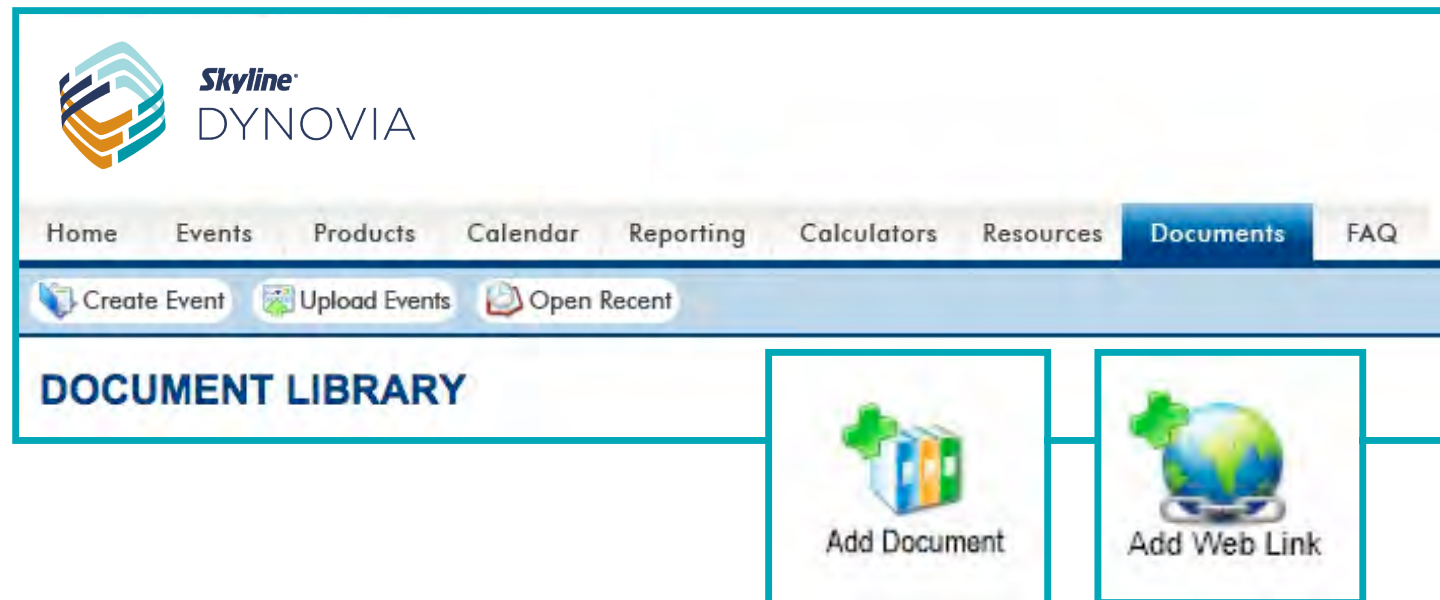 Skyline
DYNOVIA
Home Events Products Calendar Reporting Calculators Resources Documents FAQ
Create Event Upload Events Open Recent
DOCUMENT LIBRARY
Add Document Add Web Link